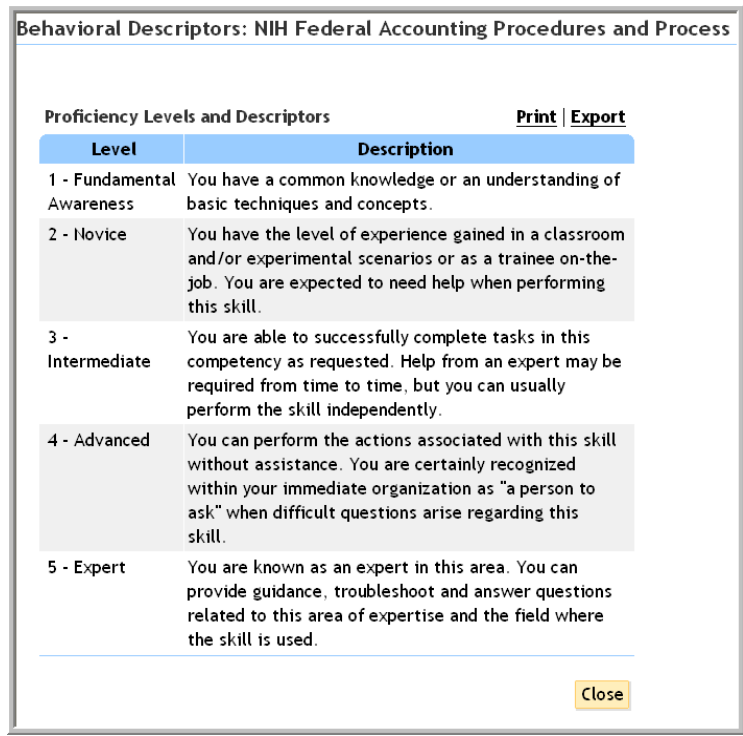 Behavioral Descriptors: NIH Federal Accounting Procedures and Process
Proficiency Levels and Descriptors Print | Export
Level Description
1 - Fundamental You have a common knowledge or an understanding of
Awareness basic techniques and concepts.
2 - Novice You have the level of experience gained in a classroom
and/or experimental scenarios or as a trainee on-the-
job. You are expected to need help when performing
this skill.
3 - You are able to successfully complete tasks in this
Intermediate competency as requested. Help from an expert may be
required from time to time, but you can usually
perform the skill independently.
4 - Advanced You can perform the actions associated with this skill
without assistance. You are certainly recognized
within your immediate organization as "a person to
ask" when difficult questions arise regarding this
skill.
5 - Expert You are known as an expert in this area. You can
provide guidance, troubleshoot and answer questions
related to this area of expertise and the field where
the skill is used.
Close